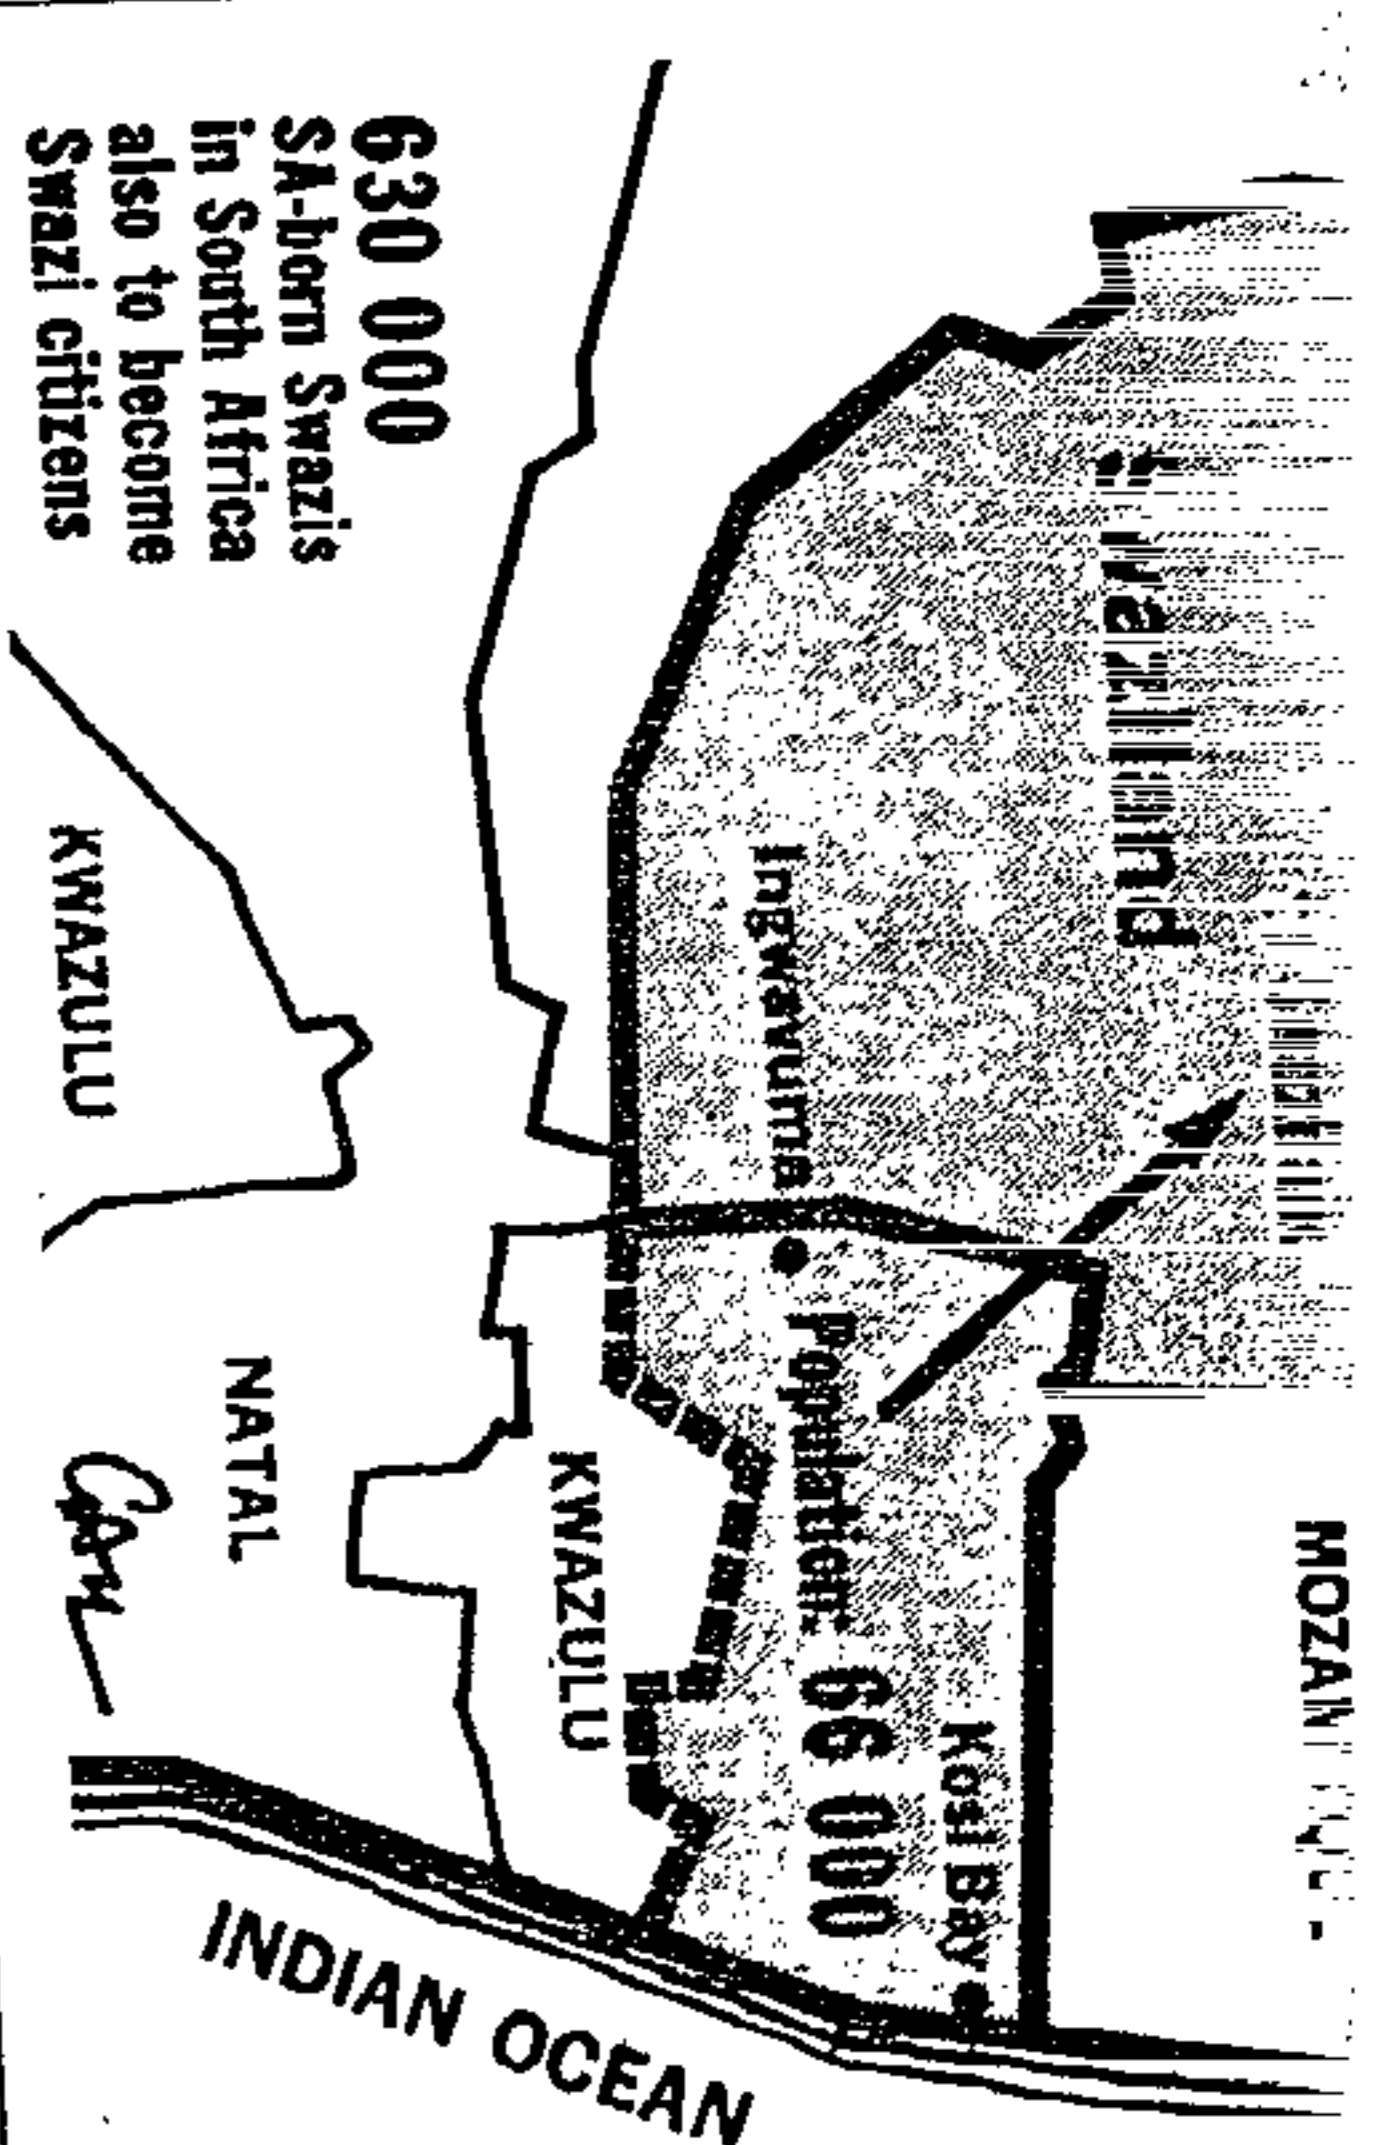 MOZAM
Swaziland
Kosi Bay
Ingwavuma
Population: 66 000
KWAZULU
630 000
SA-born Swazis
in South Africa
also to become
Swazi citizens
NATAL
KWAZULU
INDIAN OCEAN